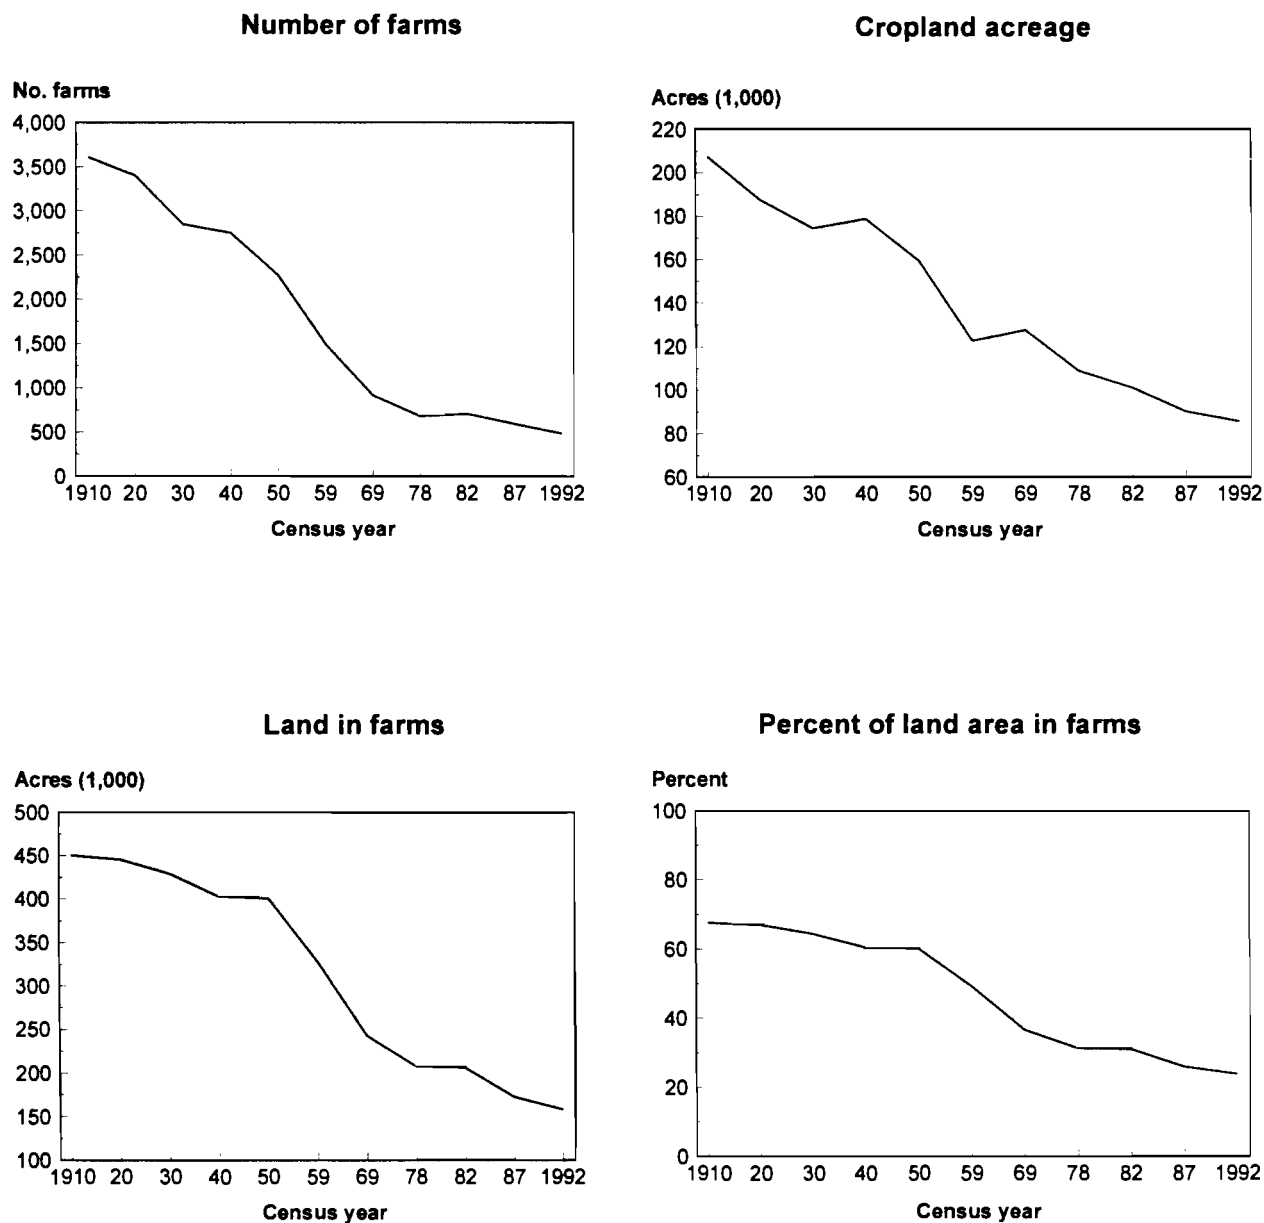 Number of farms
No. farms
4,000
3,500
3,000
2,500
2,000
1,500
1,000
500
0
1910 20 30 40 50 59 69 78 82 87 1992
Census year
Cropland acreage
Acres (1,000)
220
200
180
160
140
120
100
80
60
1910 20 30 40 50 59 69 78 82 87 1992
Census year
Land in farms
Acres (1,000)
500
450
400
350
300
250
200
150
100
1910 20 30 40 50 59 69 78 82 87 1992
Census year
Percent of land area in farms
Percent
100
80
60
40
20
0
1910 20 30 40 50 59 69 78 82 87 1992
Census year